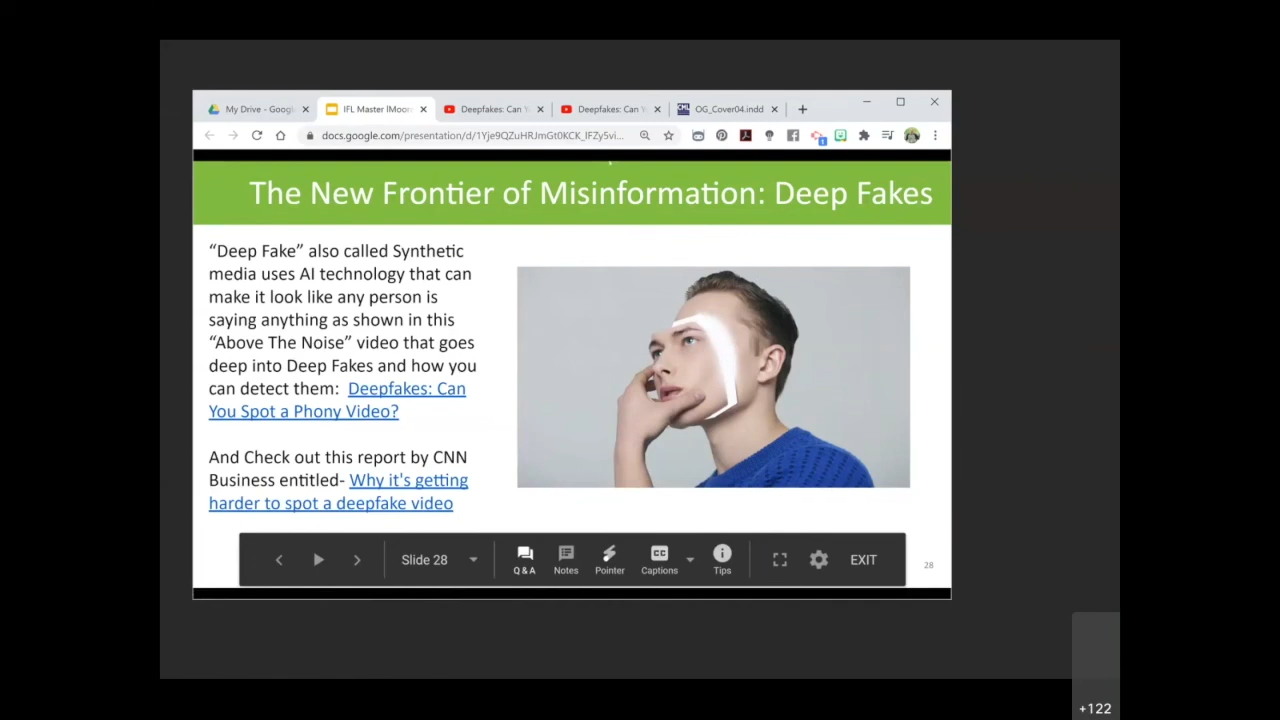 My Drive - Googl
IFL Master IMoor
Deepfakes: Can Y
Deepfakes: Can Y
OG_Cover04.indd
docs.google.com/presentation/d/1Yje9QZuHRJmGt0KCK_lFZy5vi...
The New Frontier of Misinformation: Deep Fakes
“Deep Fake” also called Synthetic
media uses AI technology that can
make it look like any person is
saying anything as shown in this
“Above The Noise” video that goes
deep into Deep Fakes and how you
can detect them: Deepfakes: Can
You Spot a Phony Video?
And Check out this report by CNN
Business entitled- Why it's getting
harder to spot a deepfake video
Slide 28
Q & A
Notes
Pointer
CC
Captions
Tips
EXIT
28
+122